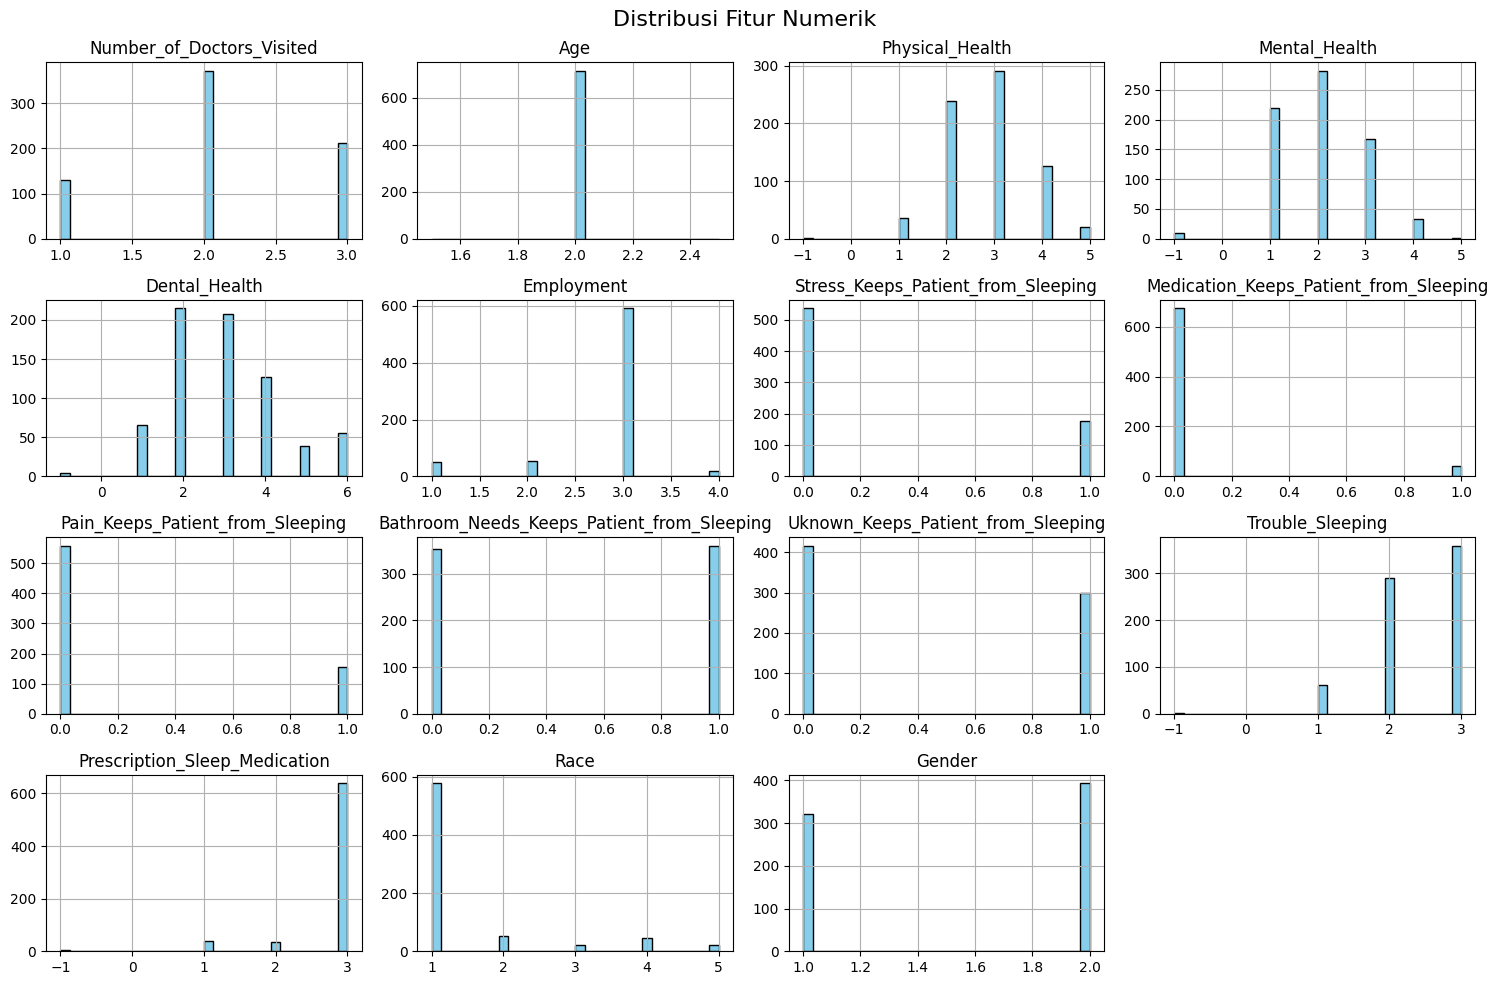 Distribusi Fitur Numerik
Number_of_Doctors_Visited
300
200
100
0
1.0 1.5 2.0 2.5 3.0
Age
600
400
200
0
1.6 1.8 2.0 2.2 2.4
Physical_Health
300
200
100
0
−1 0 1 2 3 4 5
Mental_Health
250
200
150
100
50
0
−1 0 1 2 3 4 5
Dental_Health
200
150
100
50
0
0 2 4 6
Employment
600
400
200
0
1.0 1.5 2.0 2.5 3.0 3.5 4.0
Stress_Keeps_Patient_from_Sleeping
500
400
300
200
100
0
0.0 0.2 0.4 0.6 0.8 1.0
Medication_Keeps_Patient_from_Sleeping
600
400
200
0
0.0 0.2 0.4 0.6 0.8 1.0
Pain_Keeps_Patient_from_Sleeping
500
400
300
200
100
0
0.0 0.2 0.4 0.6 0.8 1.0
Bathroom_Needs_Keeps_Patient_from_Sleeping
300
200
100
0
0.0 0.2 0.4 0.6 0.8 1.0
Uknown_Keeps_Patient_from_Sleeping
400
300
200
100
0
0.0 0.2 0.4 0.6 0.8 1.0
Trouble_Sleeping
300
200
100
0
−1 0 1 2 3
Prescription_Sleep_Medication
600
400
200
0
−1 0 1 2 3
Race
600
400
200
0
1 2 3 4 5
Gender
400
300
200
100
0
1.0 1.2 1.4 1.6 1.8 2.0